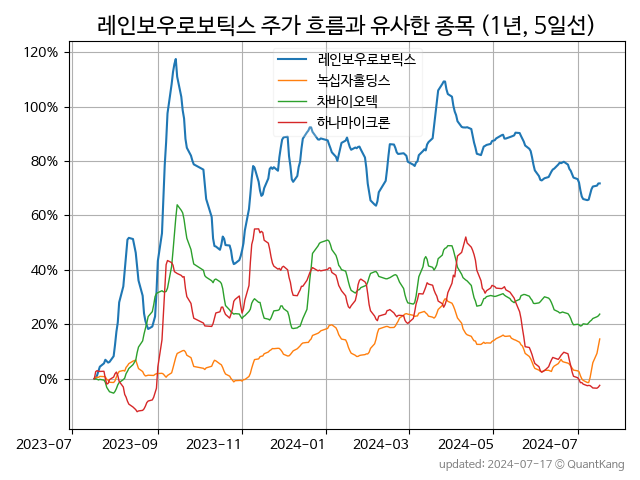 레인보우로보틱스 주가 흐름과 유사한 종목 (1년, 5일선)
레인보우로보틱스
녹십자홀딩스
차바이오텍
하나마이크론
120%
100%
80%
60%
40%
20%
0%
2023-07 2023-09 2023-11 2024-01 2024-03 2024-05 2024-07
updated: 2024-07-17 © QuantKang